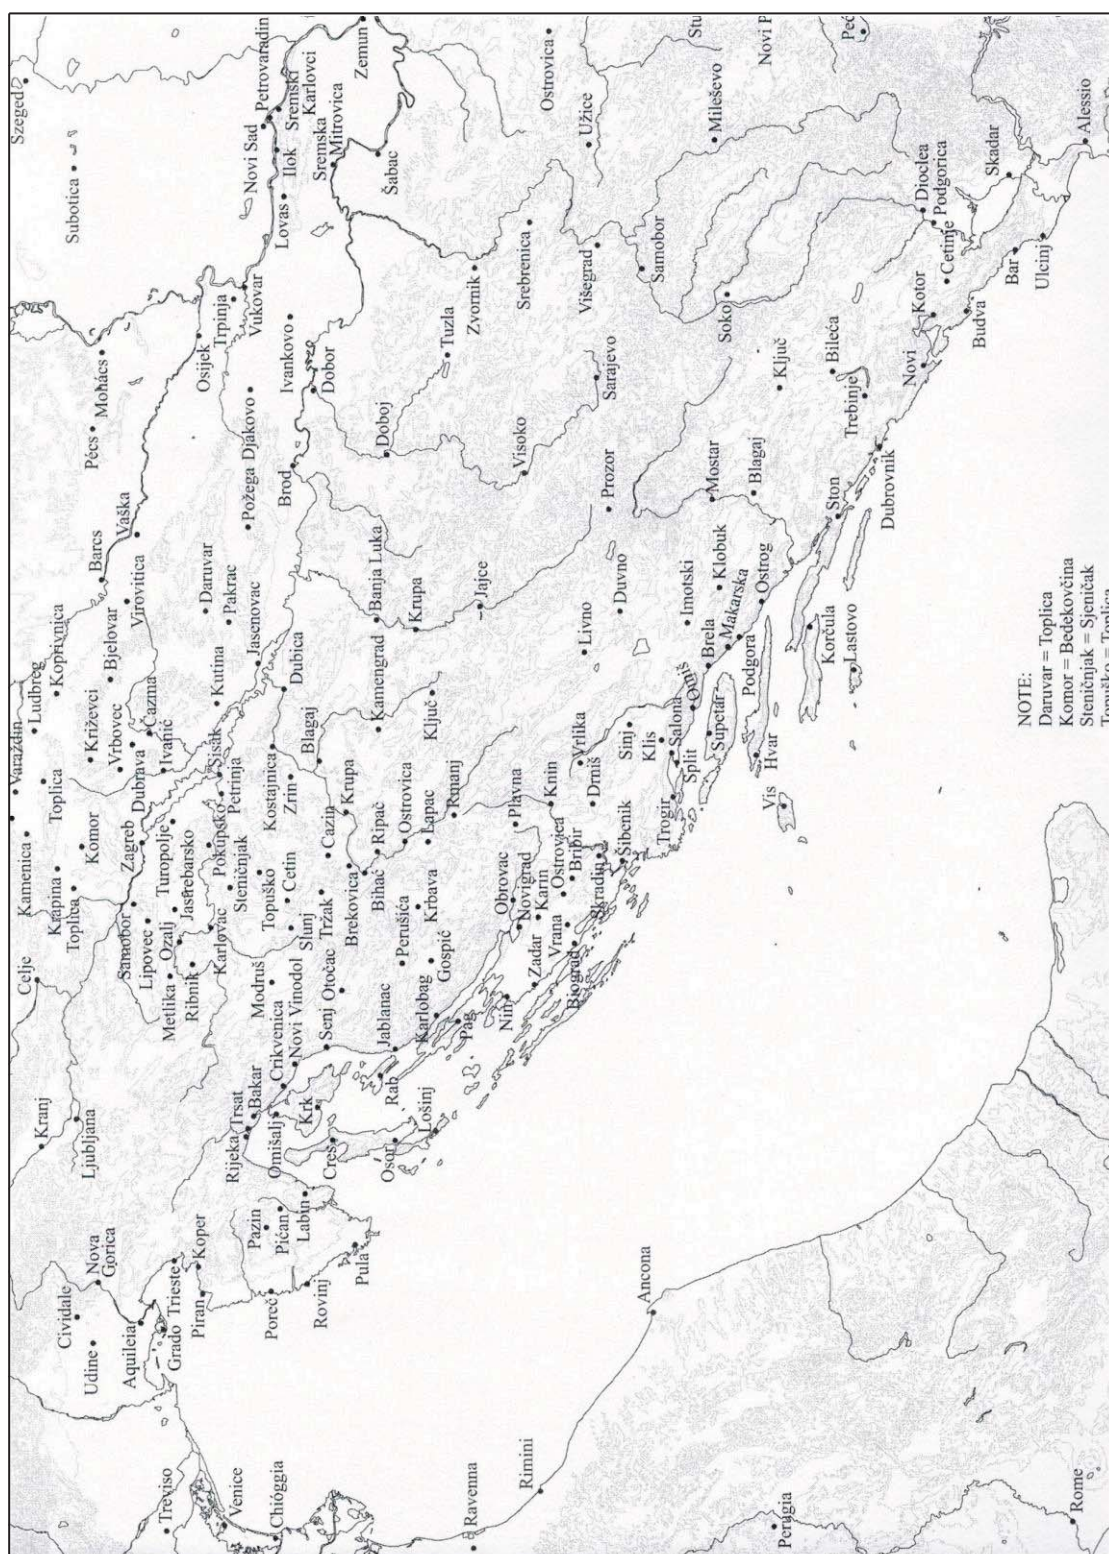 Varaždin
Szeged
Celje
Kamenica
Ludbreg
Kranj
Krapina
Toplica
Koprivnica
Cividale
Ljubljana
Toplica
Komor
Križevci
Subotica
Udine
Nova
Gorica
Vrbovec
Bjelovar
Barcs
Pécs
Mohács
Aquileia
Samobor
Zagreb
Dubrava
Čazma
Virovitica
Vaška
Lipovec
Treviso
Grado
Trieste
Metlika
Ozalj
Turopolje
Ivanić
Ribnik
Jastrebarsko
Piran
Koper
Karlovac
Pokupsko
Sisak
Petrinja
Kutina
Daruvar
Pakrac
Osijek
Trpinja
Venice
Rijeka
Trsat
Bakar
Steničnjak
Jasenovac
Požega
Djakovo
Vukovar
Novi Sad
Petrovaradin
Pazin
Modruš
Topuško
Kostajnica
Dubica
Lovas
Ilok
Sremski
Karlovci
Chioggia
Poreč
Pićan
Omišalj
Crikvenica
Cetin
Zrin
Brod
Ivankovo
Labin
Krk
Novi Vinodol
Slunj
Blagaj
Sremska
Mitrovica
Rovinj
Cres
Senj
Otočac
Tržak
Cazin
Dobor
Zemun
Pula
Brekovica
Krupa
Osor
Rab
Jablanac
Perušića
Bihać
Ripač
Kamengrad
Banja Luka
Doboj
Šabac
Lošinj
Karlobag
Gospić
Krbava
Lapac
Ostrovica
Ključ
Krupa
Pag
Rmanj
Tuzla
Ravenna
Nin
Obrovac
Jajce
Zvornik
Novigrad
Plavna
Rimini
Zadar
Karin
Visoko
Srebrenica
Vrana
Ostrovica
Knin
Ostrovica
Biograd
Bribir
Vrlika
Livno
Skradin
Drniš
Prozor
Višegrad
Užice
Šibenik
Sinj
Duvno
Sarajevo
Ancona
Trogir
Klis
Samobor
Split
Salona
Omiš
Imotski
Supetar
Brela
Klobuk
Mostar
Soko
Mileševo
Stu
Makarska
Podgora
Ostrog
Blagaj
Hvar
Ključ
Novi P
Perugia
Vis
Korčula
Ston
Bileća
Lastovo
Trebinje
Peć
Dubrovnik
Novi
Kotor
Dioclea
Podgorica
Cetinje
Budva
Skadar
Bar
Ulcinj
Rome
Alessio
NOTE:
Daruvar = Toplica
Komor = Bedekovčina
Steničnjak = Sjeničak
Topuško = Toplica